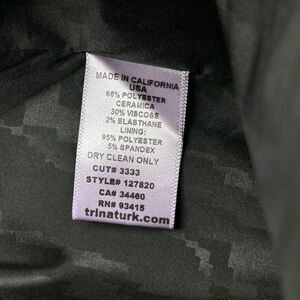 MADE IN CALIFORNIA
USA
68% POLYESTER
CERAMICA
30% VISCOSE
2% ELASTHANE
LINING:
95% POLYESTER
5% SPANDEX
DRY CLEAN ONLY
CUT# 3333
STYLE# 127820
CA# 34460
RN# 93415
trinaturk.com